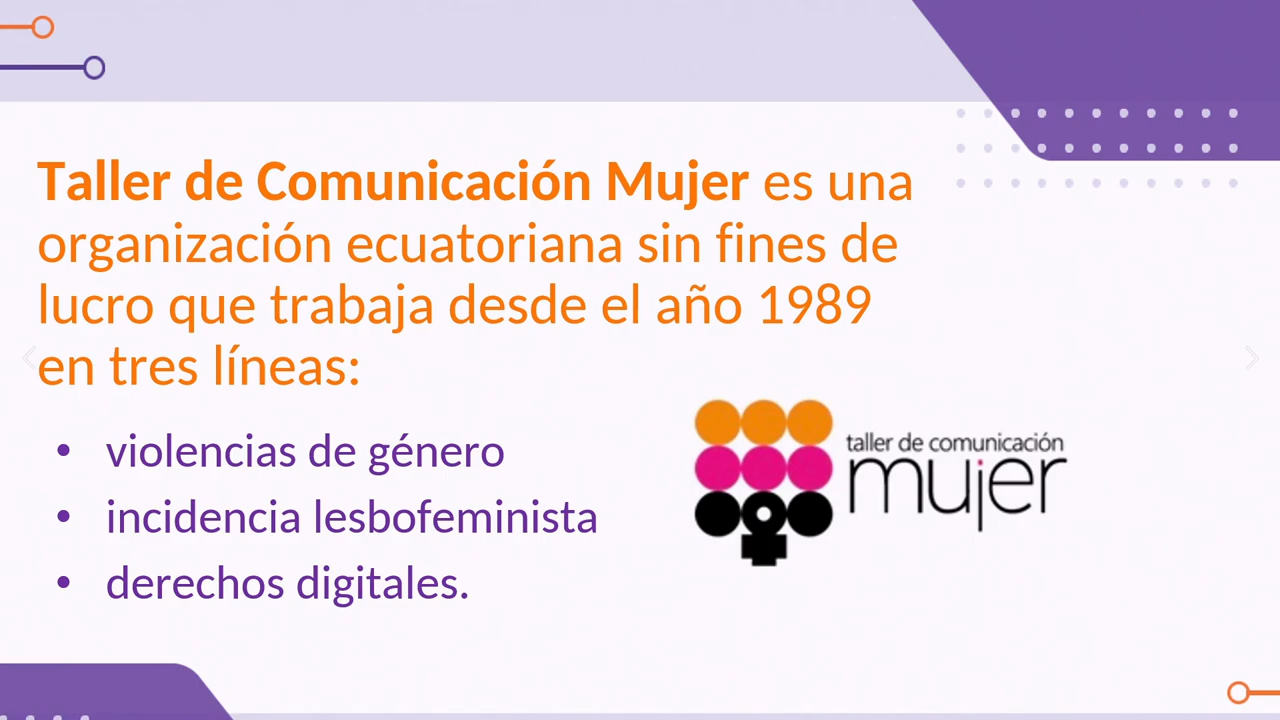 Taller de Comunicación Mujer es una
organización ecuatoriana sin fines de
lucro que trabaja desde el año 1989
en tres líneas:
• violencias de género
• incidencia lesbofeminista
• derechos digitales.
taller de comunicación
mujer